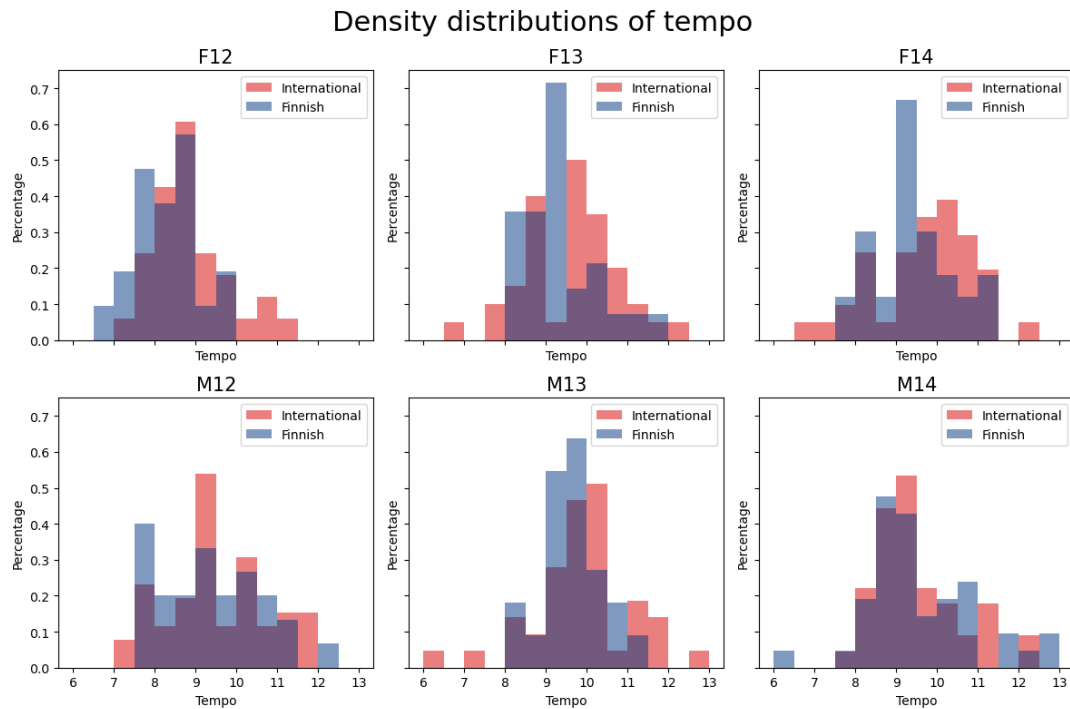 Density distributions of tempo
F12
International
Finnish
0.7
0.6
0.5
0.4
0.3
0.2
0.1
0.0
Percentage
Tempo
F13
International
Finnish
Percentage
Tempo
F14
International
Finnish
Percentage
Tempo
M12
International
Finnish
0.7
0.6
0.5
0.4
0.3
0.2
0.1
0.0
Percentage
6 7 8 9 10 11 12 13
Tempo
M13
International
Finnish
Percentage
6 7 8 9 10 11 12 13
Tempo
M14
International
Finnish
Percentage
6 7 8 9 10 11 12 13
Tempo